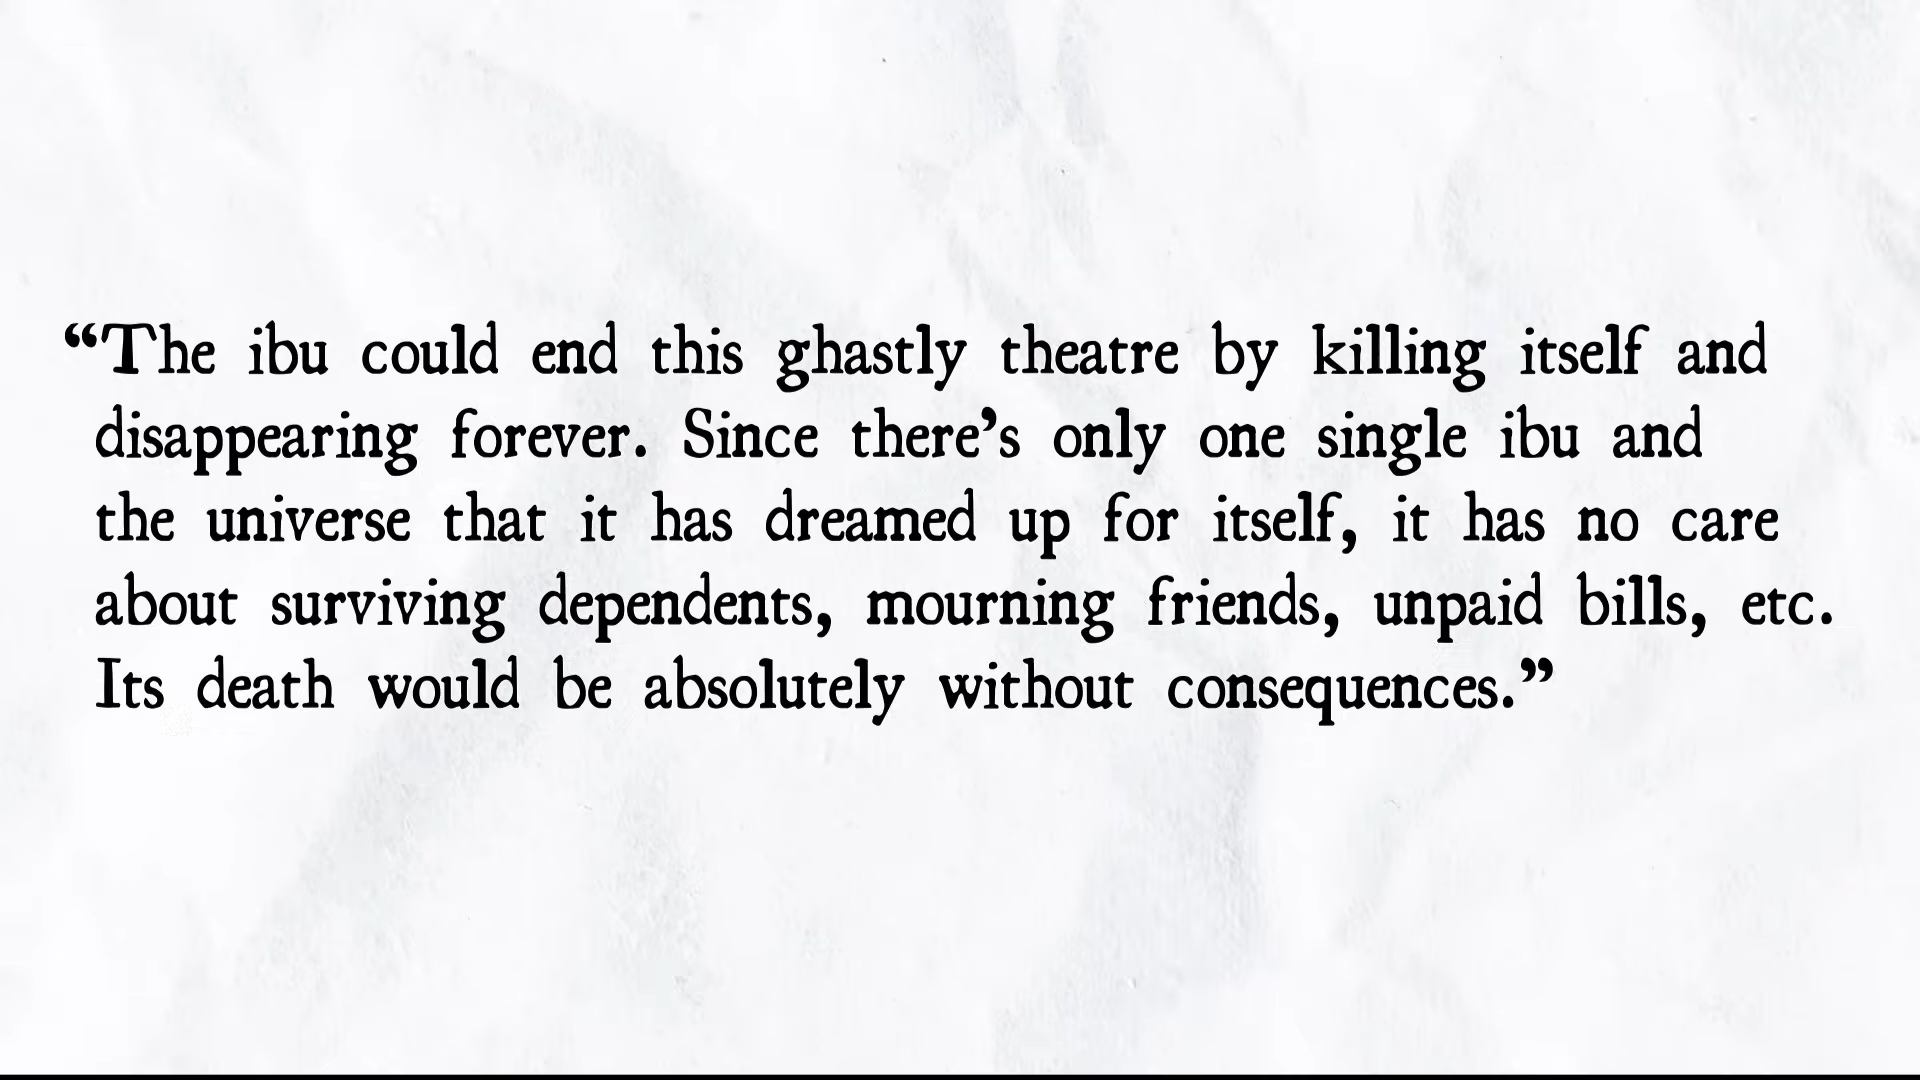 “The ibu could end this ghastly theatre by killing itself and
disappearing forever. Since there’s only one single ibu and
the universe that it has dreamed up for itself, it has no care
about surviving dependents, mourning friends, unpaid bills, etc.
Its death would be absolutely without consequences.”